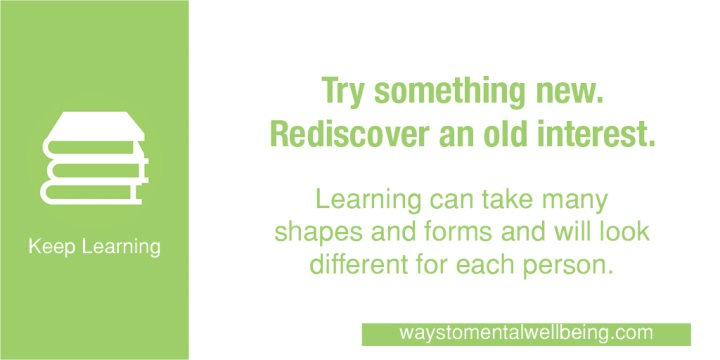 Keep Learning
Try something new.
Rediscover an old interest.
Learning can take many
shapes and forms and will look
different for each person.
waystomentalwellbeing.com